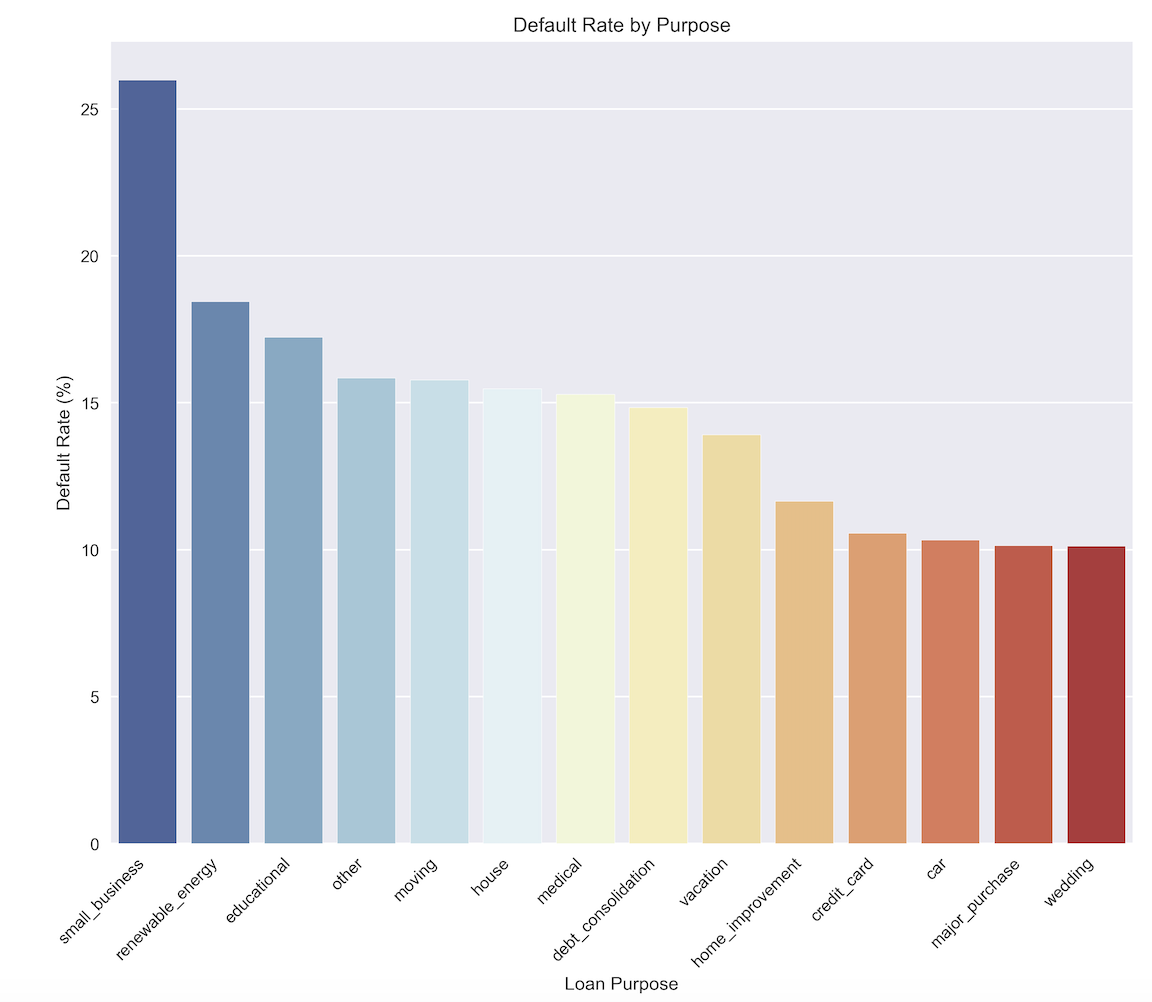 Default Rate by Purpose
25
20
15
10
5
0
Default Rate (%)
small_business
renewable_energy
educational
other
moving
house
medical
debt_consolidation
vacation
home_improvement
credit_card
car
major_purchase
wedding
Loan Purpose